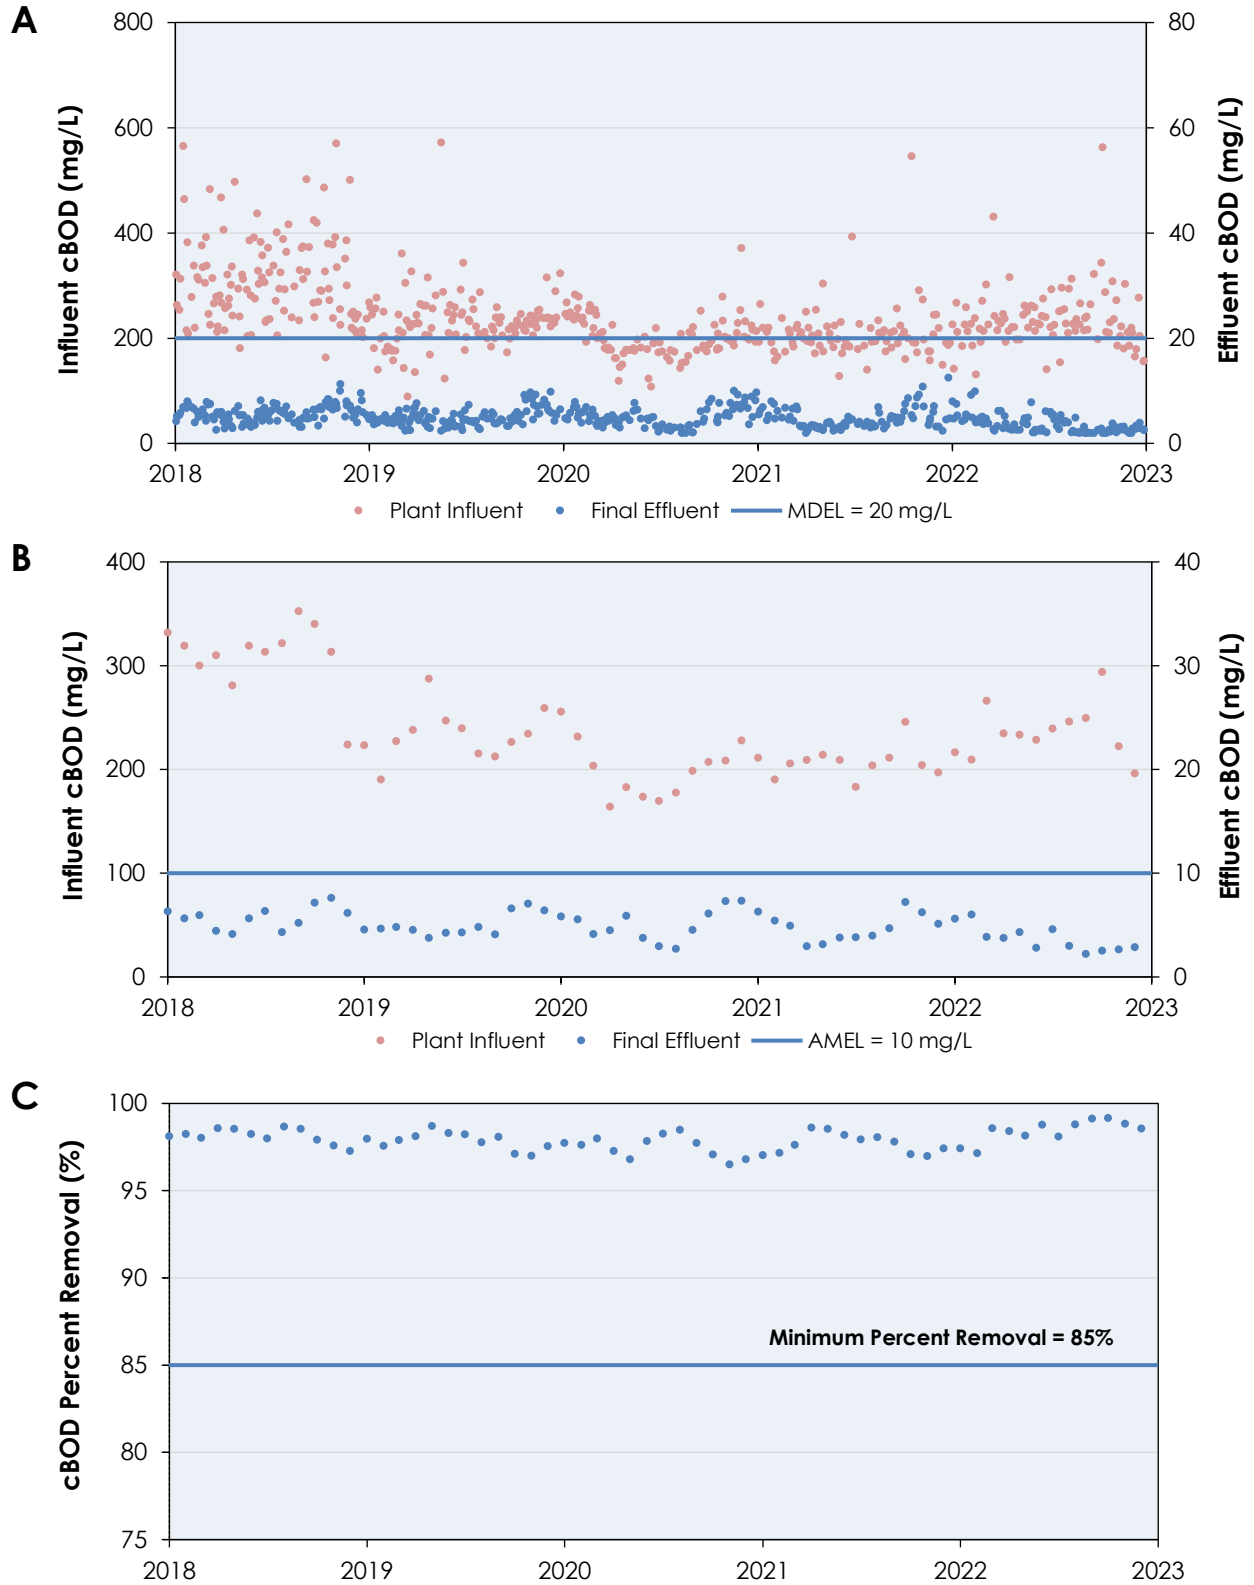 A
800
600
400
200
0
Influent cBOD (mg/L)
80
60
40
20
0
Effluent cBOD (mg/L)
2018 2019 2020 2021 2022 2023
Plant Influent Final Effluent MDEL = 20 mg/L
B
400
300
200
100
0
Influent cBOD (mg/L)
40
30
20
10
0
Effluent cBOD (mg/L)
2018 2019 2020 2021 2022 2023
Plant Influent Final Effluent AMEL = 10 mg/L
C
100
95
90
85
80
75
cBOD Percent Removal (%)
Minimum Percent Removal = 85%
2018 2019 2020 2021 2022 2023